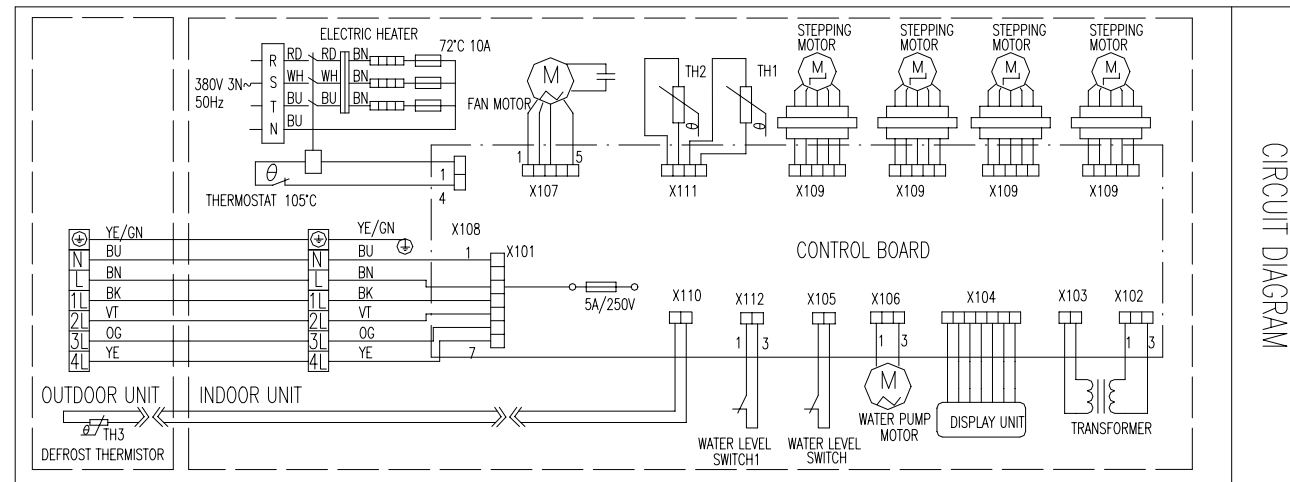 ELECTRIC HEATER
72°C 10A
380V 3N~
50Hz
R
S
T
N
RD
RD
BN
WH
WH
BN
BU
BU
BN
BU
FAN MOTOR
M
1
5
X107
TH2
TH1
θ
θ
X111
STEPPING
MOTOR
M
X109
STEPPING
MOTOR
M
X109
STEPPING
MOTOR
M
X109
STEPPING
MOTOR
M
X109
θ
THERMOSTAT 105°C
1
4
X108
CONTROL BOARD
YE/GN
YE/GN
N
BU
N
BU
1
X101
L
BN
L
BN
1L
BK
1L
BK
2L
VT
2L
VT
3L
OG
3L
OG
4L
YE
4L
YE
7
5A/250V
X110
X112
X105
X106
X104
X103
X102
1
3
1
3
1
3
OUTDOOR UNIT
INDOOR UNIT
θ
TH3
DEFROST THERMISTOR
WATER LEVEL
SWITCH1
WATER LEVEL
SWITCH
M
WATER PUMP
MOTOR
DISPLAY UNIT
TRANSFORMER
CIRCUIT DIAGRAM